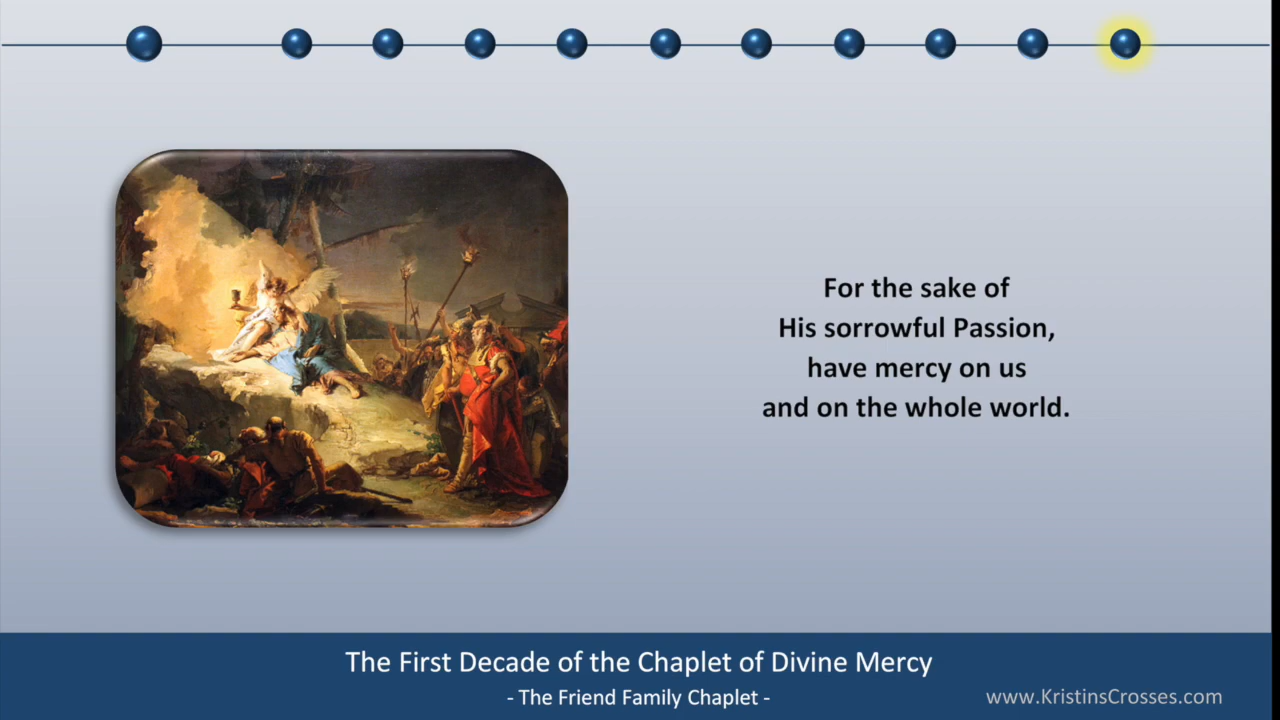 For the sake of
His sorrowful Passion,
have mercy on us
and on the whole world.
The First Decade of the Chaplet of Divine Mercy
- The Friend Family Chaplet -
www.KristinsCrosses.com